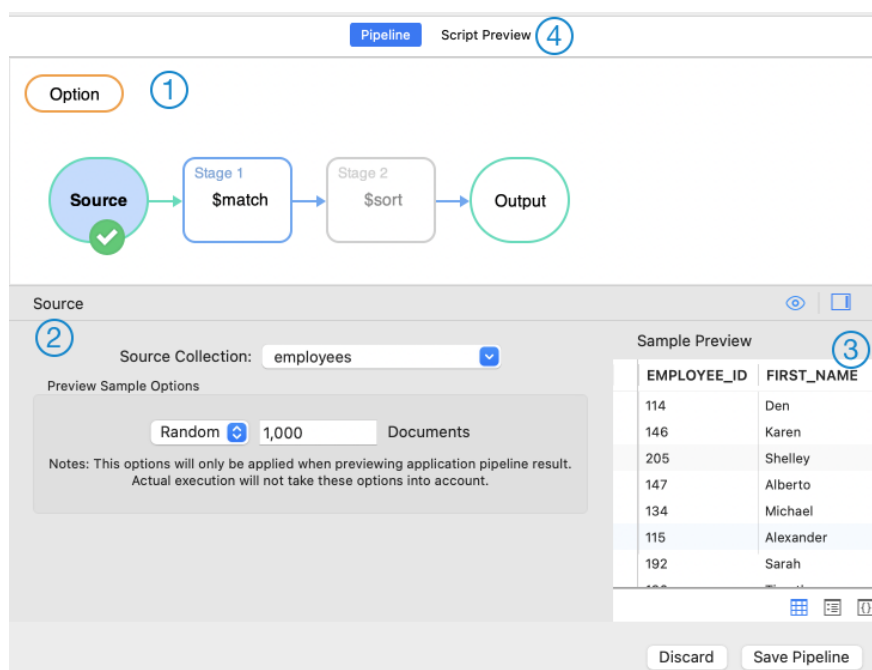 Pipeline Script Preview 4
Option 1
Stage 1
$match
Stage 2
$sort
Source
Output
Source
2
Source Collection: employees
Preview Sample Options
Random 1,000 Documents
Notes: This options will only be applied when previewing application pipeline result.
Actual execution will not take these options into account.
Sample Preview
3
EMPLOYEE_ID FIRST_NAME
114 Den
146 Karen
205 Shelley
147 Alberto
134 Michael
115 Alexander
192 Sarah
Discard Save Pipeline